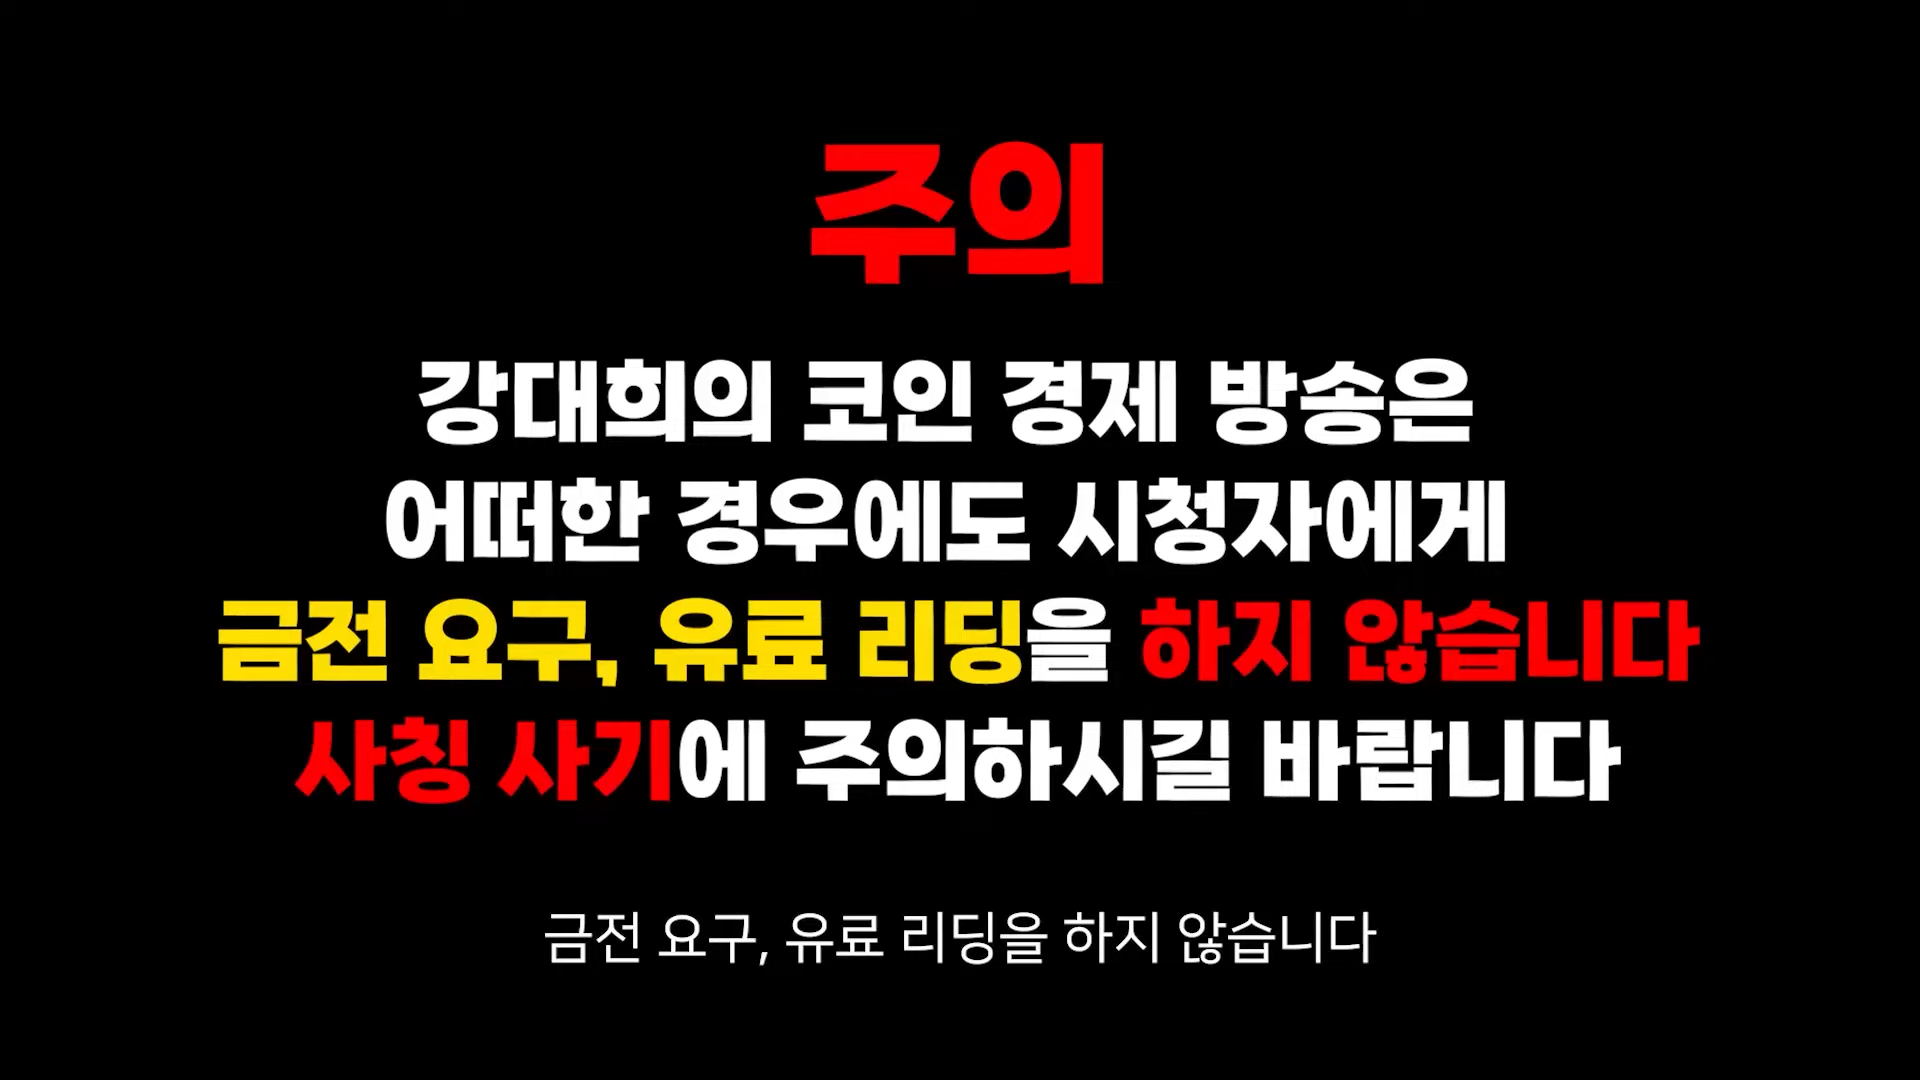 주의
강대희의 코인 경제 방송은
어떠한 경우에도 시청자에게
금전 요구, 유료 리딩을 하지 않습니다
사칭 사기에 주의하시길 바랍니다
금전 요구, 유료 리딩을 하지 않습니다